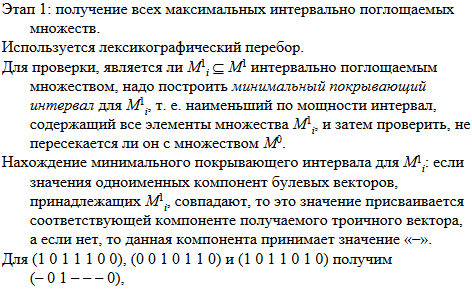 Этап 1: получение всех максимальных интервально поглощаемых
множеств.
Используется лексикографический перебор.
Для проверки, является ли M¹ᵢ ⊆ M¹ интервально поглощаемым
множеством, надо построить минимальный покрывающий
интервал для M¹ᵢ, т. е. наименьший по мощности интервал,
содержащий все элементы множества M¹ᵢ, и затем проверить, не
пересекается ли он с множеством M⁰.
Нахождение минимального покрывающего интервала для M¹ᵢ: если
значения одноименных компонент булевых векторов,
принадлежащих M¹ᵢ, совпадают, то это значение присваивается
соответствующей компоненте получаемого троичного вектора,
а если нет, то данная компонента принимает значение «–».
Для (1 0 1 1 1 0 0), (0 0 1 0 1 1 0) и (1 0 1 1 0 1 0) получим
(– 0 1 – – – 0),